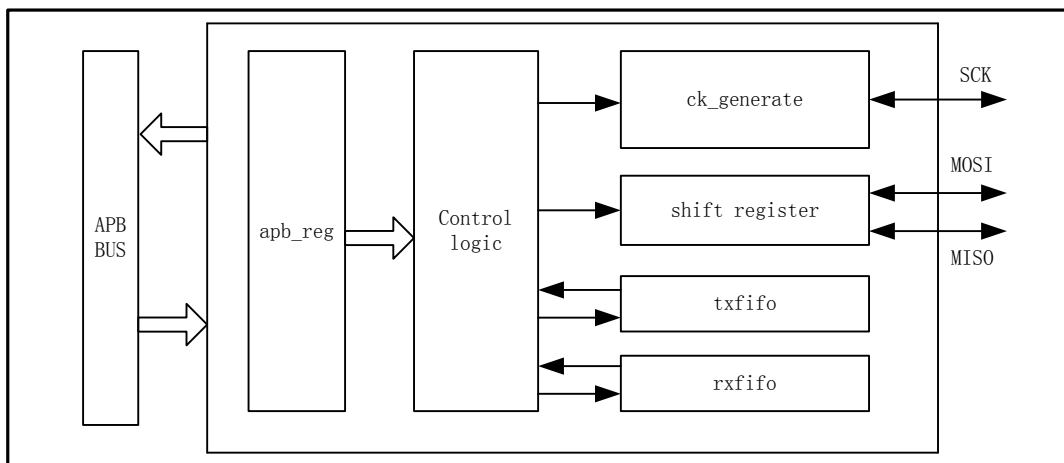 SCK
ck_generate
MOSI
APB
BUS
apb_reg
Control
logic
shift register
MISO
txfifo
rxfifo